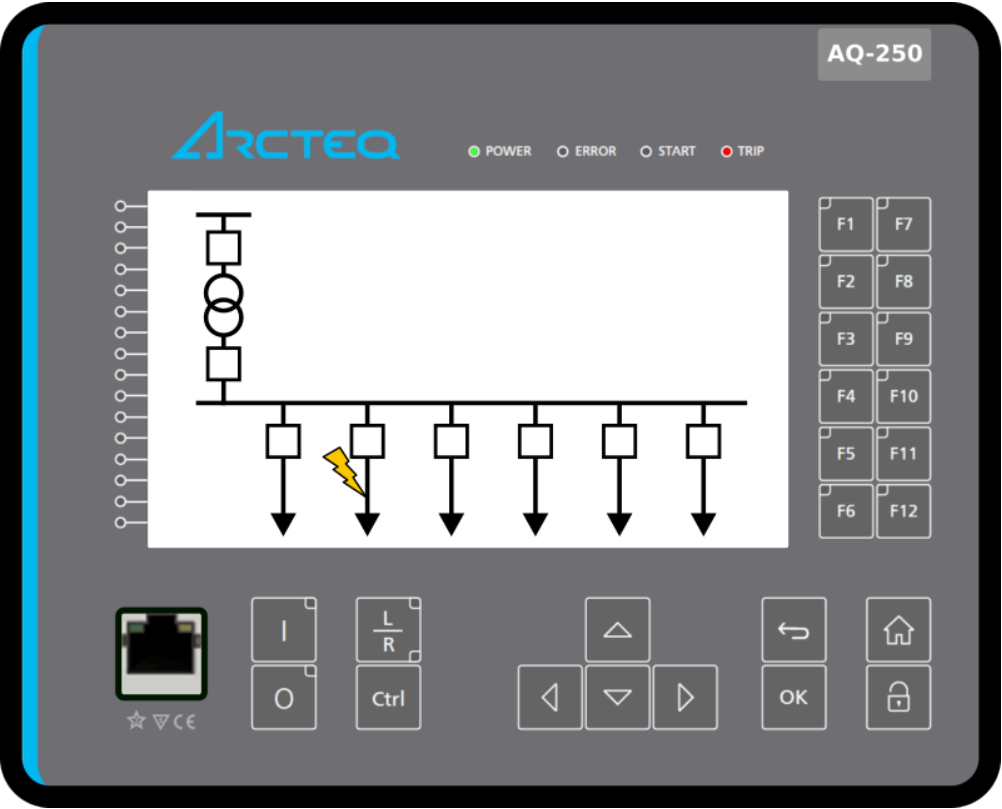 AQ-250
ARCTEQ
POWER ERROR START TRIP
F1 F7
F2 F8
F3 F9
F4 F10
F5 F11
F6 F12
I
L
R
O
Ctrl
OK
CE